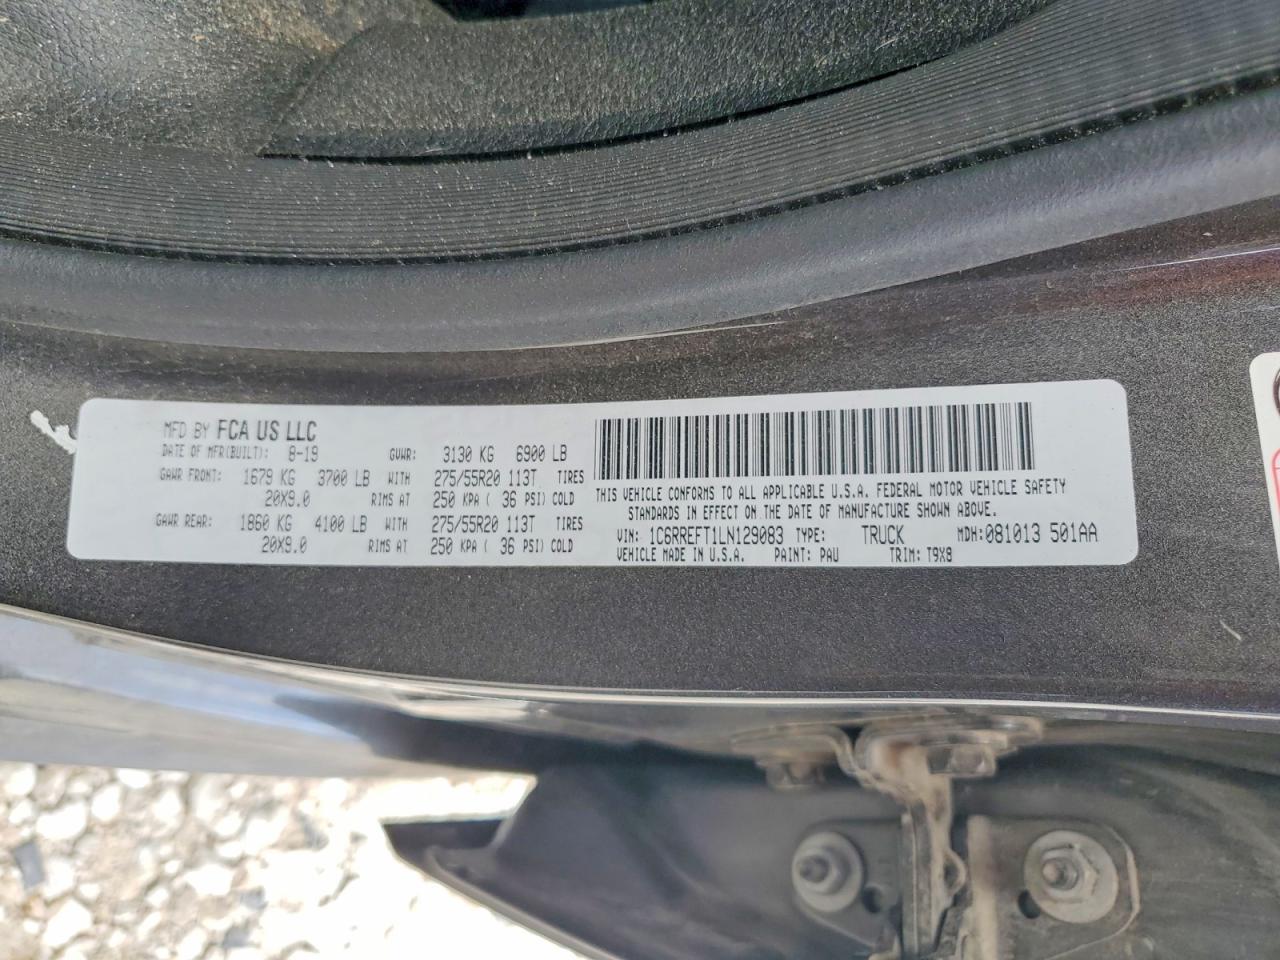 MFD BY FCA US LLC
DATE OF MFR(BUILT): 8-19 GVWR: 3130 KG 6900 LB
GAWR FRONT: 1679 KG 3700 LB WITH 275/55R20 113T TIRES
20X9.0 RIMS AT 250 KPA ( 36 PSI) COLD
GAWR REAR: 1860 KG 4100 LB WITH 275/55R20 113T TIRES
20X9.0 RIMS AT 250 KPA ( 36 PSI) COLD
THIS VEHICLE CONFORMS TO ALL APPLICABLE U.S.A. FEDERAL MOTOR VEHICLE SAFETY
STANDARDS IN EFFECT ON THE DATE OF MANUFACTURE SHOWN ABOVE.
VIN: 1C6RREFT1LN129083 TYPE: TRUCK MDH: 081013 501AA
VEHICLE MADE IN U.S.A. PAINT: PAU TRIM: T9X8